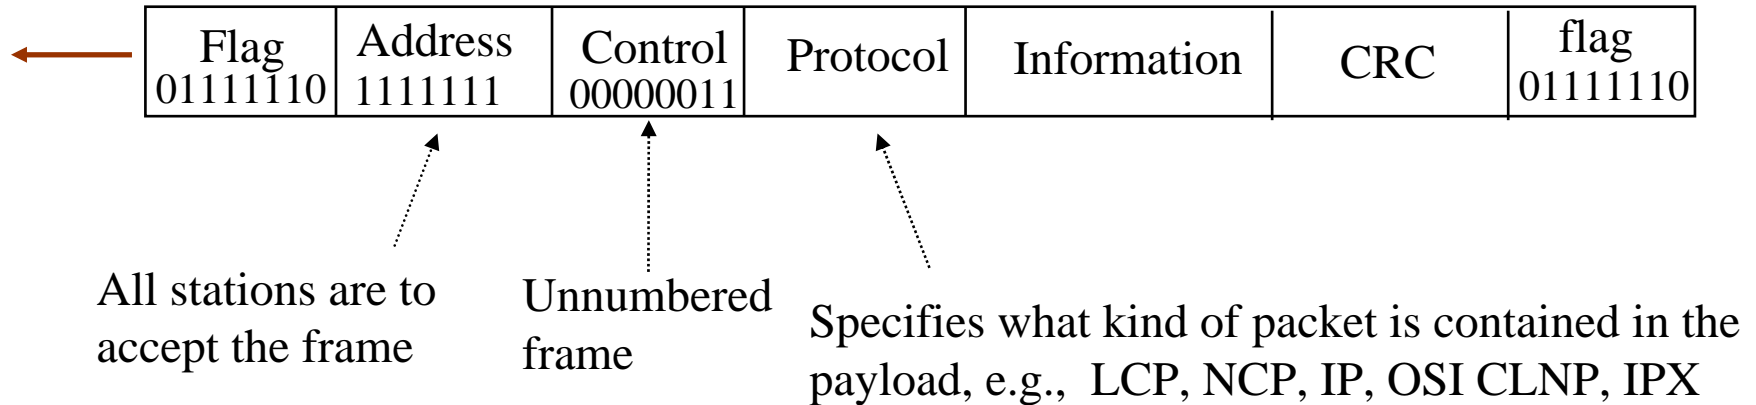 Flag Address Control Protocol Information CRC flag
01111110 1111111 00000011 01111110
All stations are to
accept the frame
Unnumbered
frame
Specifies what kind of packet is contained in the
payload, e.g., LCP, NCP, IP, OSI CLNP, IPX